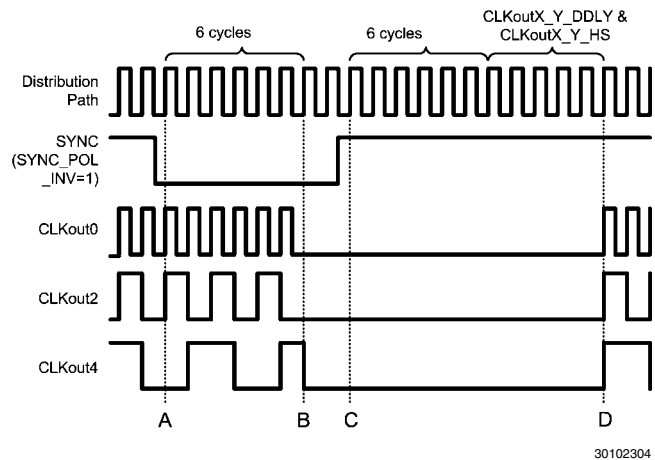 CLKoutX_Y_DDLY &
CLKoutX_Y_HS
6 cycles
6 cycles
Distribution
Path
SYNC
(SYNC_POL
_INV=1)
CLKout0
CLKout2
CLKout4
A
B
C
D
30102304